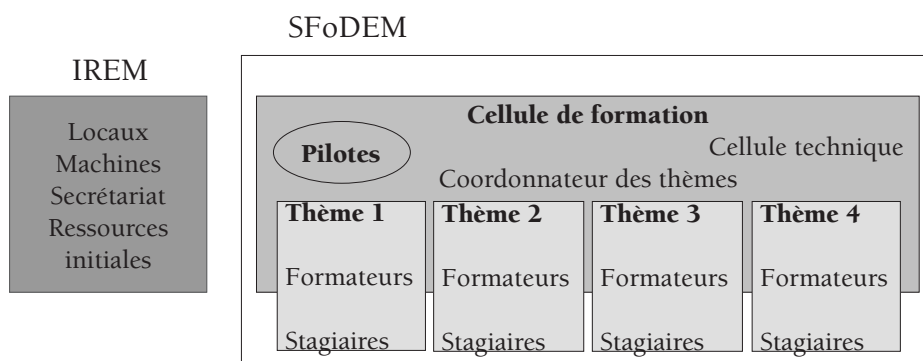 SFoDEM
IREM
Locaux
Machines
Secrétariat
Ressources
initiales
Cellule de formation
Pilotes
Cellule technique
Coordonnateur des thèmes
Thème 1
Formateurs
Stagiaires
Thème 2
Formateurs
Stagiaires
Thème 3
Formateurs
Stagiaires
Thème 4
Formateurs
Stagiaires